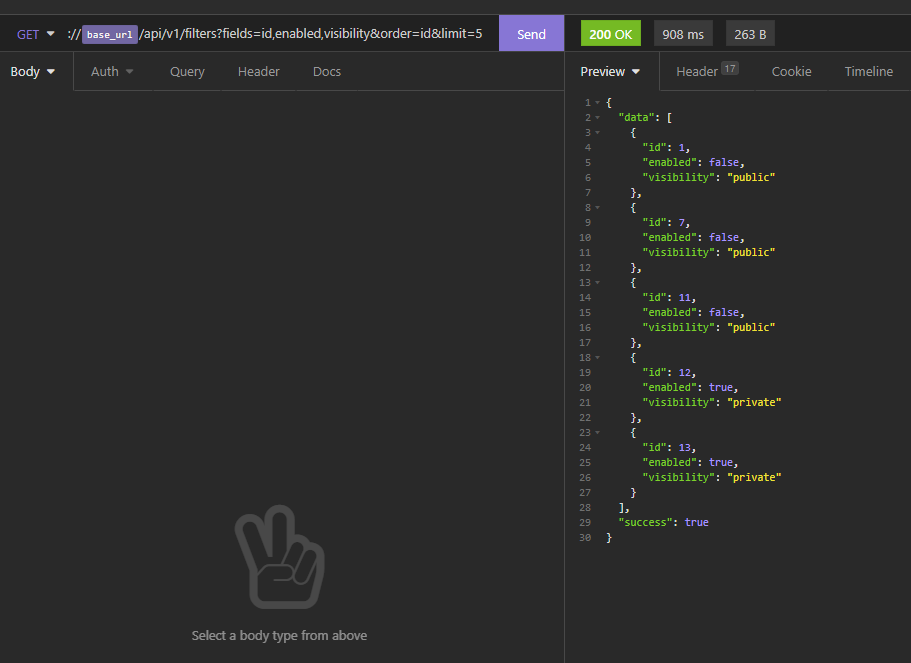 GET ://base_url/api/v1/filters?fields=id,enabled,visibility&order=id&limit=5 Send 200 OK 908 ms 263 B
Body Auth Query Header Docs Preview Header 17 Cookie Timeline
1 {
2 "data": [
3 {
4 "id": 1,
5 "enabled": false,
6 "visibility": "public"
7 },
8 {
9 "id": 7,
10 "enabled": false,
11 "visibility": "public"
12 },
13 {
14 "id": 11,
15 "enabled": false,
16 "visibility": "public"
17 },
18 {
19 "id": 12,
20 "enabled": true,
21 "visibility": "private"
22 },
23 {
24 "id": 13,
25 "enabled": true,
26 "visibility": "private"
27 }
28 ],
29 "success": true
30 }
Select a body type from above